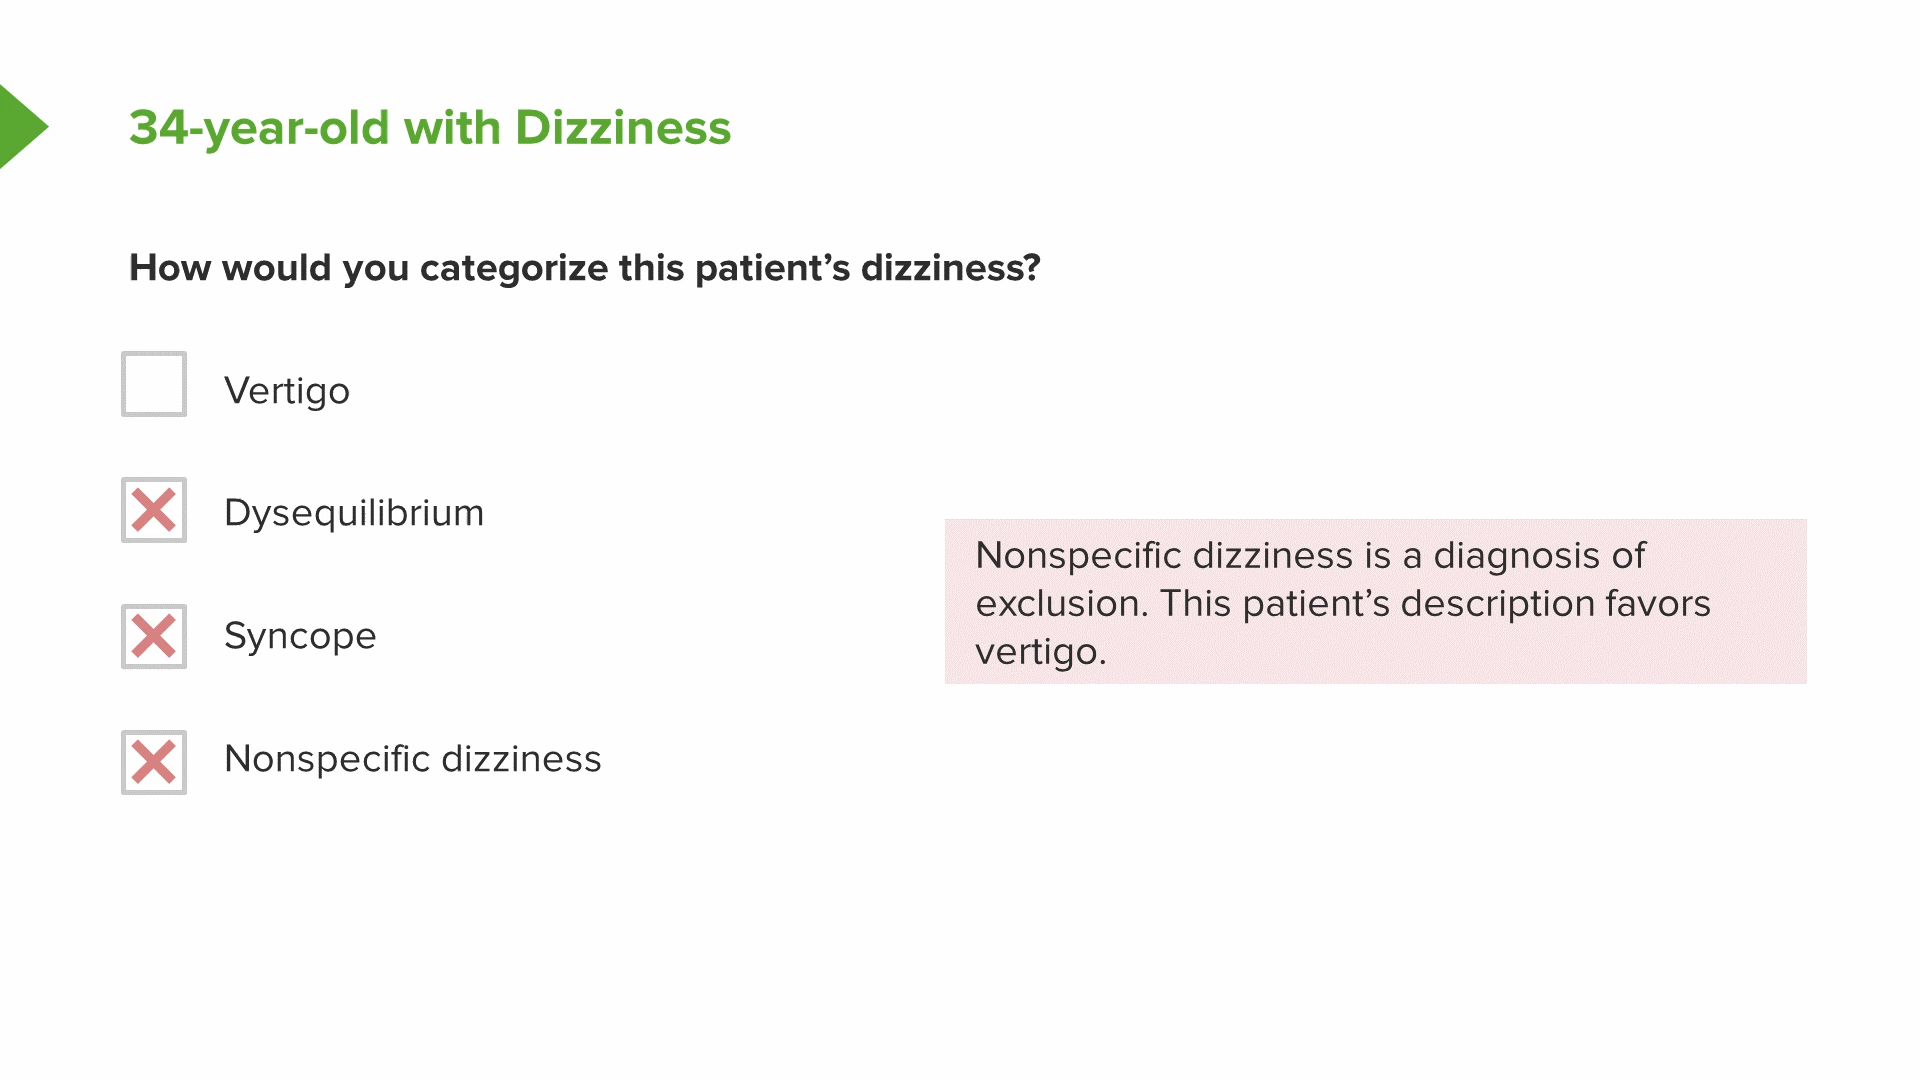 34-year-old with Dizziness
How would you categorize this patient’s dizziness?
Vertigo
Dysequilibrium
Syncope
Nonspecific dizziness
Nonspecific dizziness is a diagnosis of
exclusion. This patient’s description favors
vertigo.